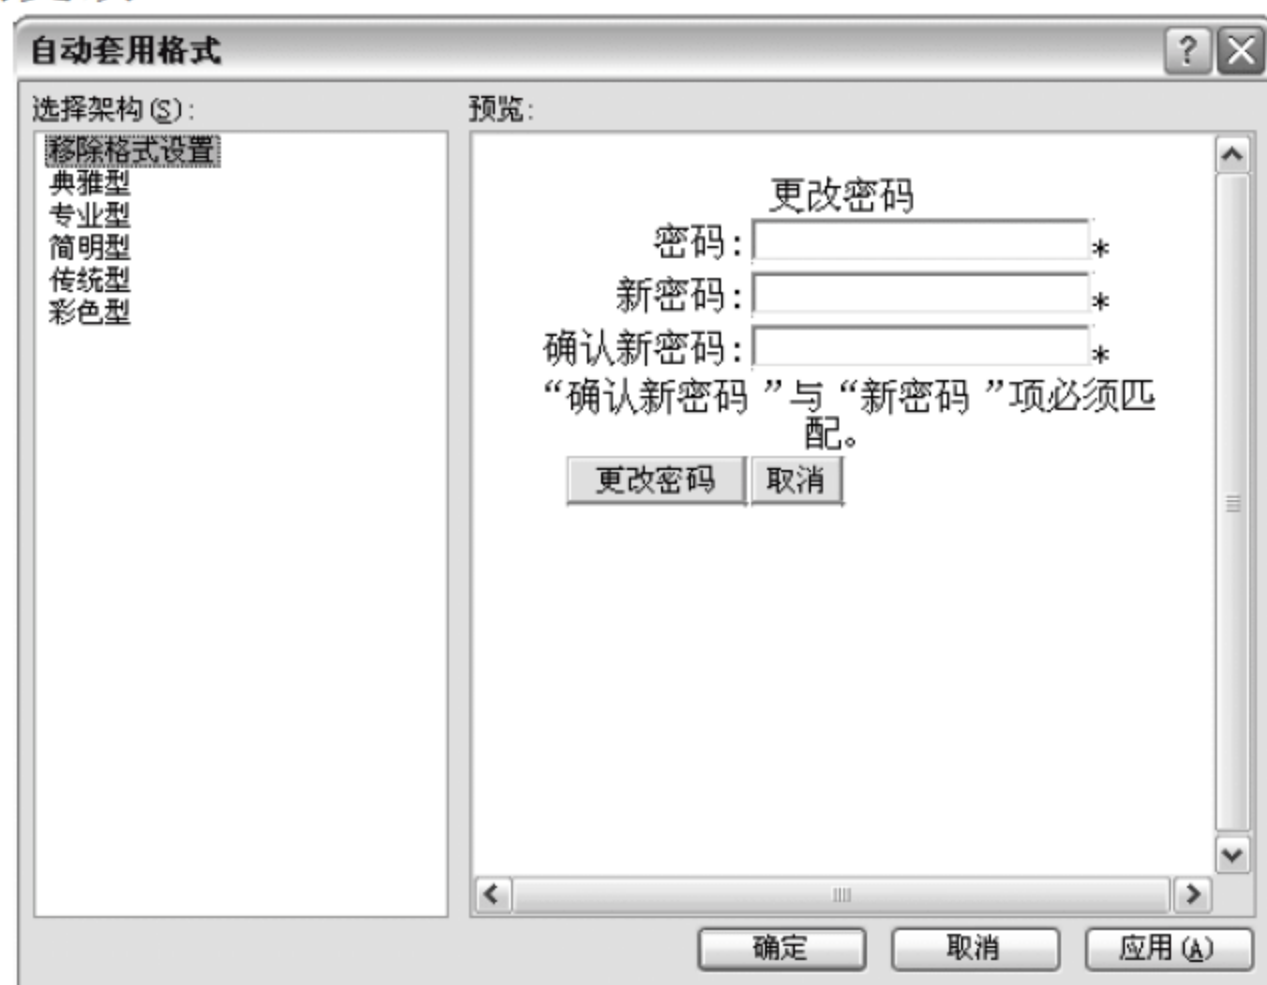 自动套用格式
选择架构(S):
移除格式设置
典雅型
专业型
简明型
传统型
彩色型
预览:
更改密码
密码:*
新密码:*
确认新密码:*
“确认新密码 ”与“新密码 ”项必须匹
配。
更改密码 取消
确定 取消 应用(A)